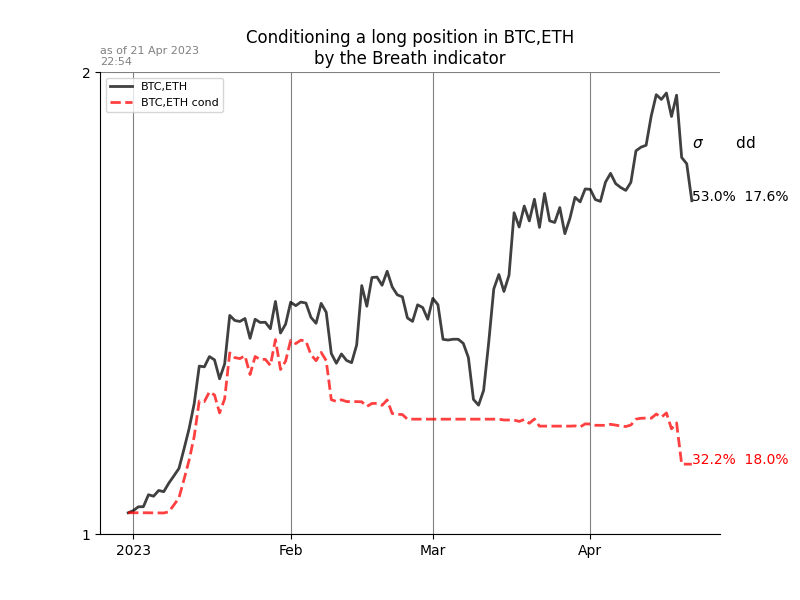 Conditioning a long position in BTC,ETH
by the Breath indicator
as of 21 Apr 2023
22:54
2
BTC,ETH
BTC,ETH cond
σ dd
53.0% 17.6%
32.2% 18.0%
1
2023 Feb Mar Apr